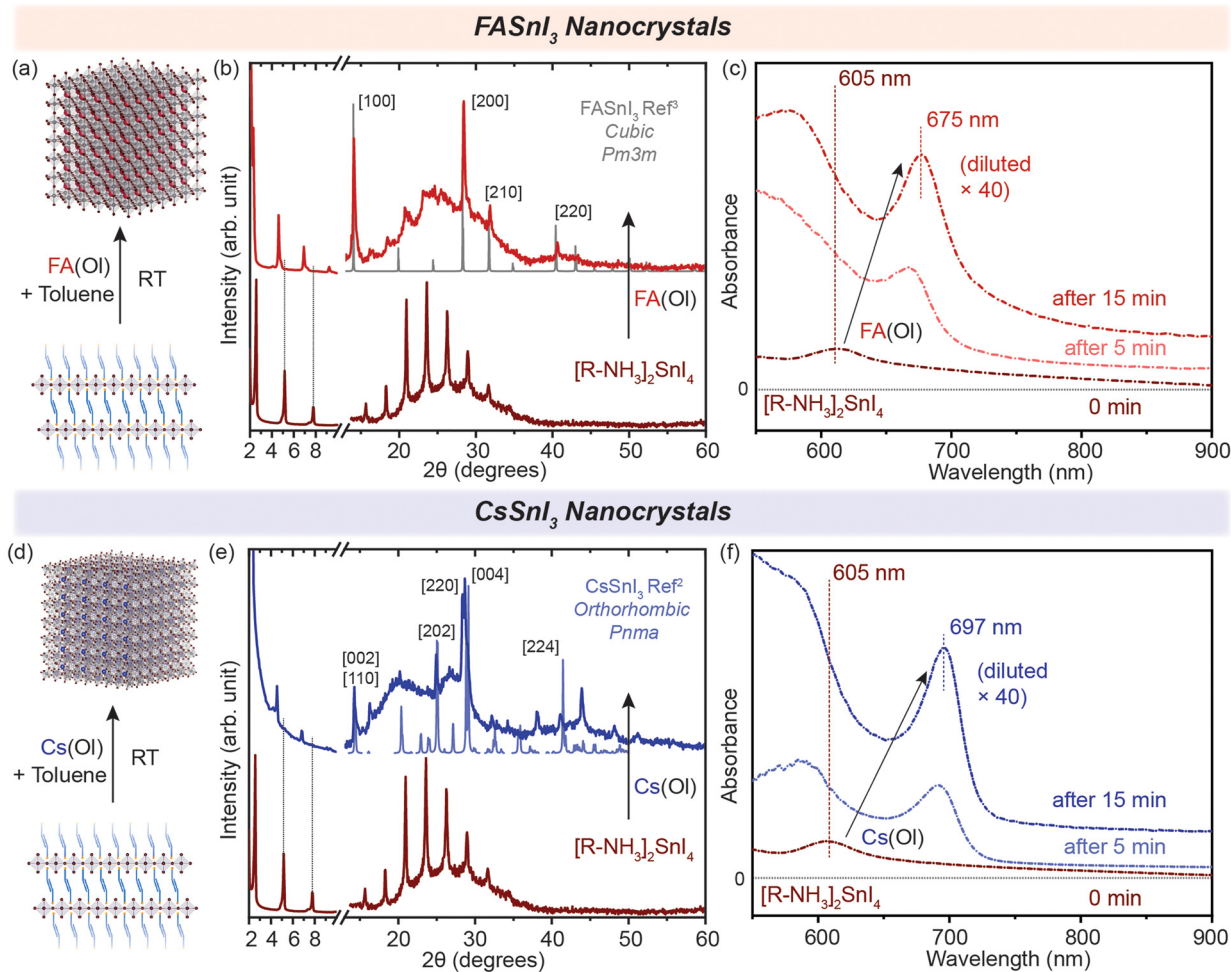 FASnI₃ Nanocrystals
(a)
FA(Ol)
+ Toluene
RT
(b)
Intensity (arb. unit)
[100]
[200]
[210]
[220]
FASnI₃ Ref³
Cubic
Pm3m
FA(Ol)
[R-NH₃]₂SnI₄
2 4 6 8 20 30 40 50 60
2θ (degrees)
(c)
Absorbance
605 nm
675 nm
(diluted
× 40)
FA(Ol)
after 15 min
after 5 min
0
[R-NH₃]₂SnI₄
0 min
600 700 800 900
Wavelength (nm)
CsSnI₃ Nanocrystals
(d)
Cs(Ol)
+ Toluene
RT
(e)
Intensity (arb. unit)
[002]
[110]
[202]
[220]
[004]
[224]
CsSnI₃ Ref²
Orthorhombic
Pnma
Cs(Ol)
[R-NH₃]₂SnI₄
2 4 6 8 20 30 40 50 60
2θ (degrees)
(f)
Absorbance
605 nm
697 nm
(diluted
× 40)
Cs(Ol)
after 15 min
after 5 min
0
[R-NH₃]₂SnI₄
0 min
600 700 800 900
Wavelength (nm)